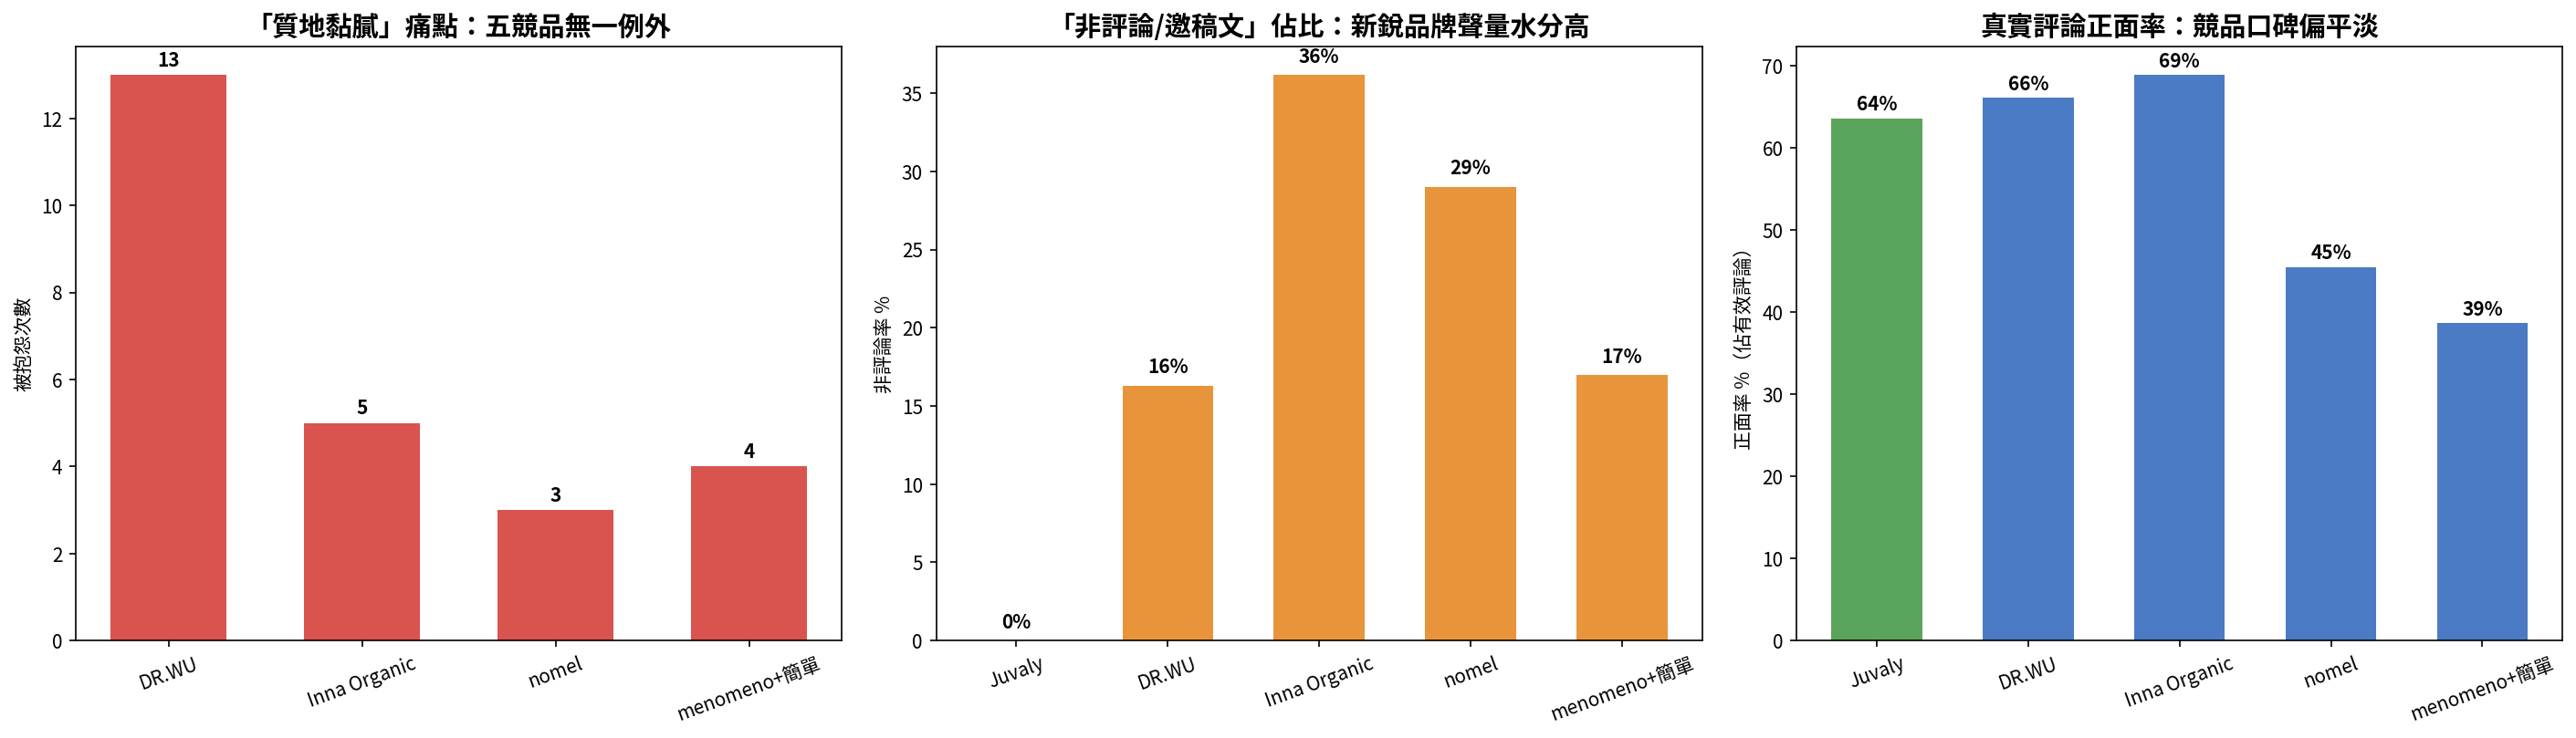 「質地黏膩」痛點：五競品無一例外
被抱怨次數
12
10
8
6
4
2
0
13
5
3
4
DR.WU
Inna Organic
nomel
menomeno+簡單
「非評論/邀稿文」佔比：新銳品牌聲量水分高
非評論率 %
35
30
25
20
15
10
5
0
0%
16%
36%
29%
17%
Juvaly
DR.WU
Inna Organic
nomel
menomeno+簡單
真實評論正面率：競品口碑偏平淡
正面率 %（佔有效評論）
70
60
50
40
30
20
10
0
64%
66%
69%
45%
39%
Juvaly
DR.WU
Inna Organic
nomel
menomeno+簡單